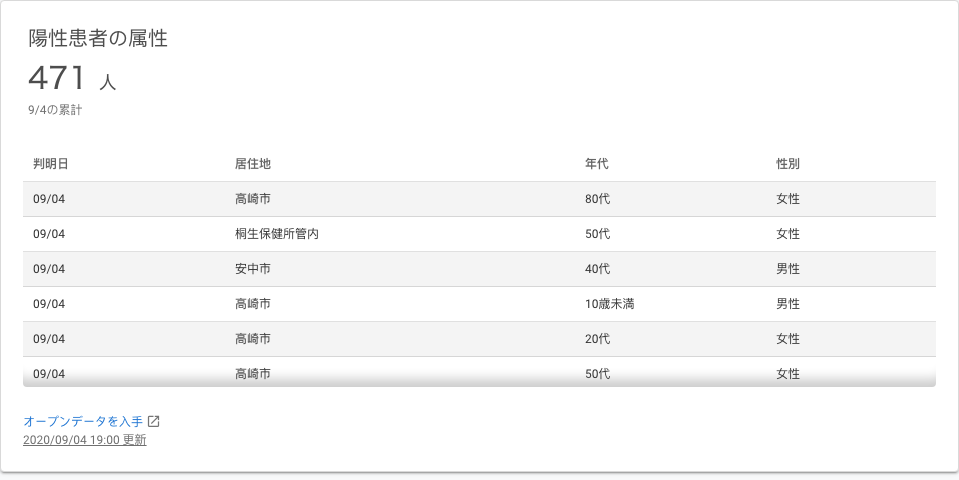 陽性患者の属性
471 人
9/4の累計
判明日 居住地 年代 性別
09/04 高崎市 80代 女性
09/04 桐生保健所管内 50代 女性
09/04 安中市 40代 男性
09/04 高崎市 10歳未満 男性
09/04 高崎市 20代 女性
09/04 高崎市 50代 女性
オープンデータを入手
2020/09/04 19:00 更新